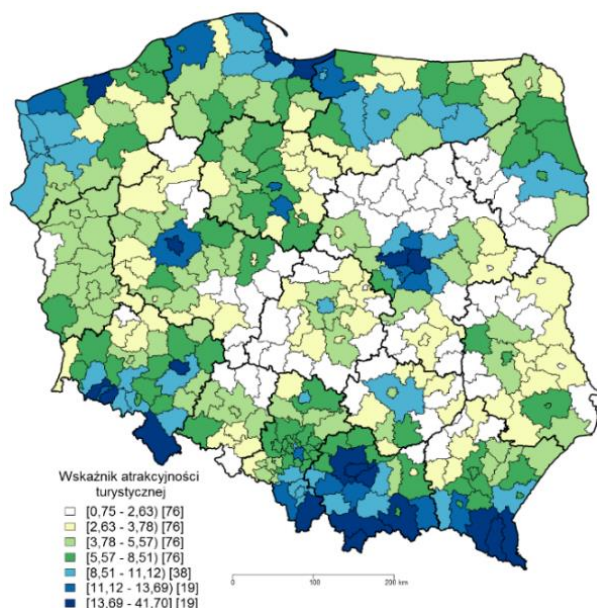 Wskaźnik atrakcyjności
turystycznej
[0,75 - 2,63) [76]
[2,63 - 3,78) [76]
[3,78 - 5,57) [76]
[5,57 - 8,51) [76]
[8,51 - 11,12) [38]
[11,12 - 13,69) [19]
[13,69 - 41,70] [19]
0 100 200 km